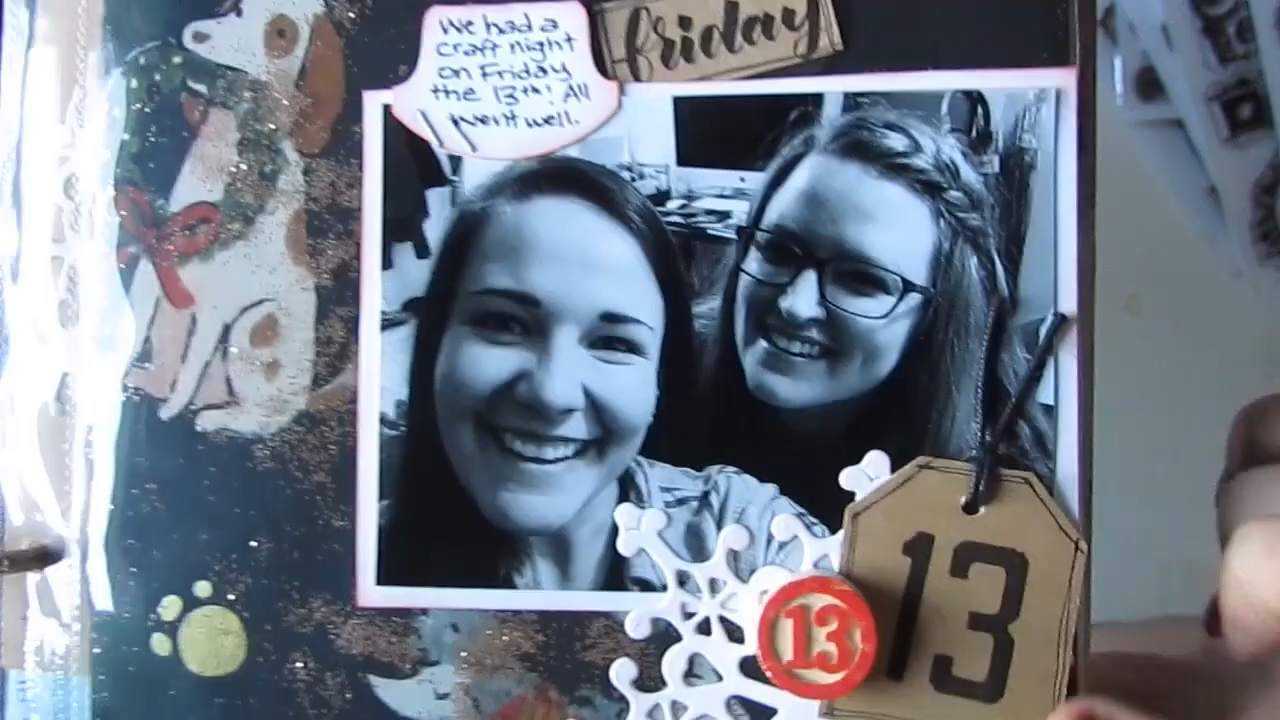 We had a
craft night
on Friday
the 13th! All
went well.
friday
13
13